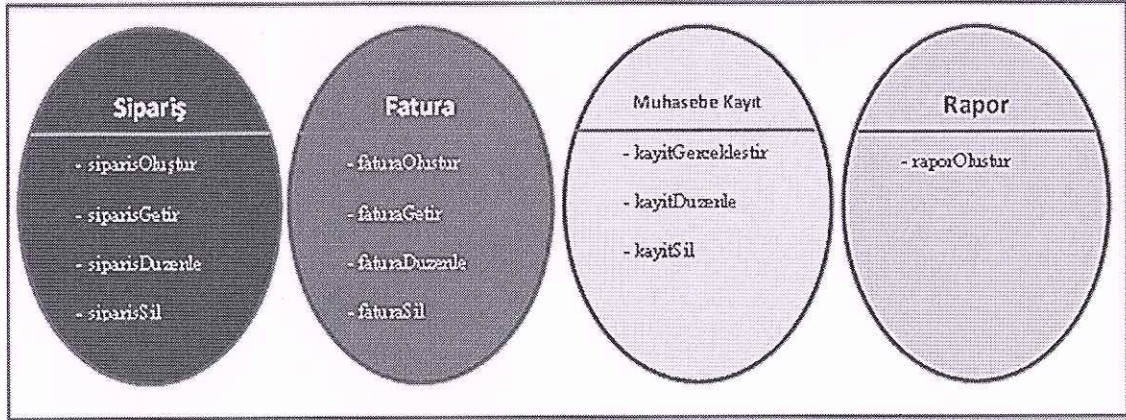 Sipariş
- siparisOluştur
- siparisGetir
- siparisDuzenle
- siparisSil
Fatura
- faturaOlustur
- faturaGetir
- faturaDuzenle
- faturaSil
Muhasebe Kayıt
- kayitGerceklestir
- kayitDuzenle
- kayitSil
Rapor
- raporOlustur